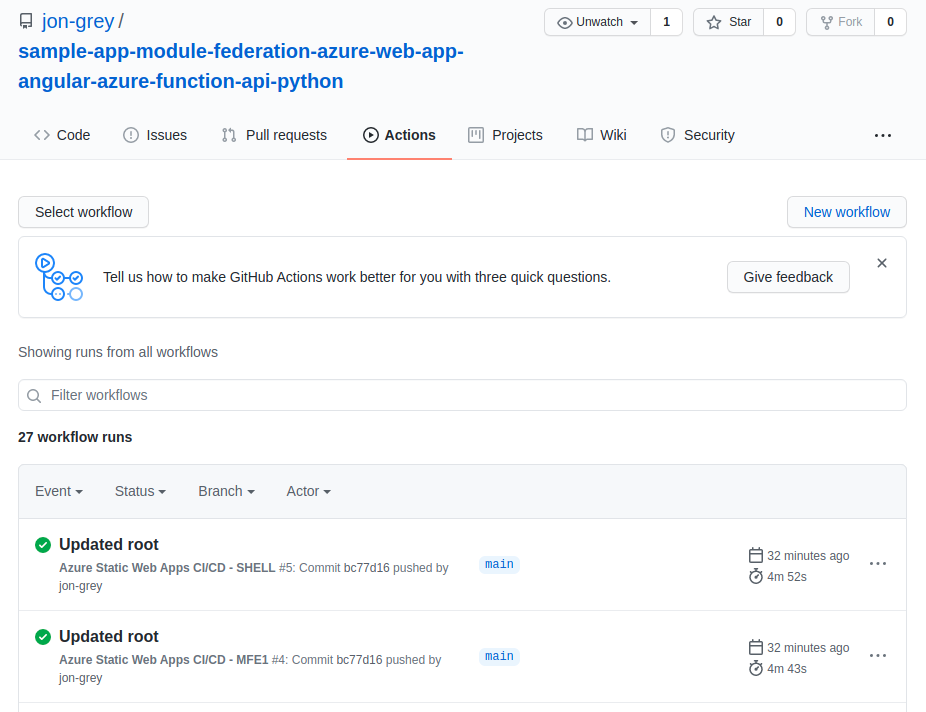 jon-grey /
Unwatch 1 Star 0 Fork 0
sample-app-module-federation-azure-web-app-
angular-azure-function-api-python
Code Issues Pull requests Actions Projects Wiki Security
Select workflow New workflow
Tell us how to make GitHub Actions work better for you with three quick questions. Give feedback
Showing runs from all workflows
Filter workflows
27 workflow runs
Event Status Branch Actor
Updated root
Azure Static Web Apps CI/CD - SHELL #5: Commit bc77d16 pushed by
jon-grey
main
32 minutes ago
4m 52s
Updated root
Azure Static Web Apps CI/CD - MFE1 #4: Commit bc77d16 pushed by
jon-grey
main
32 minutes ago
4m 43s